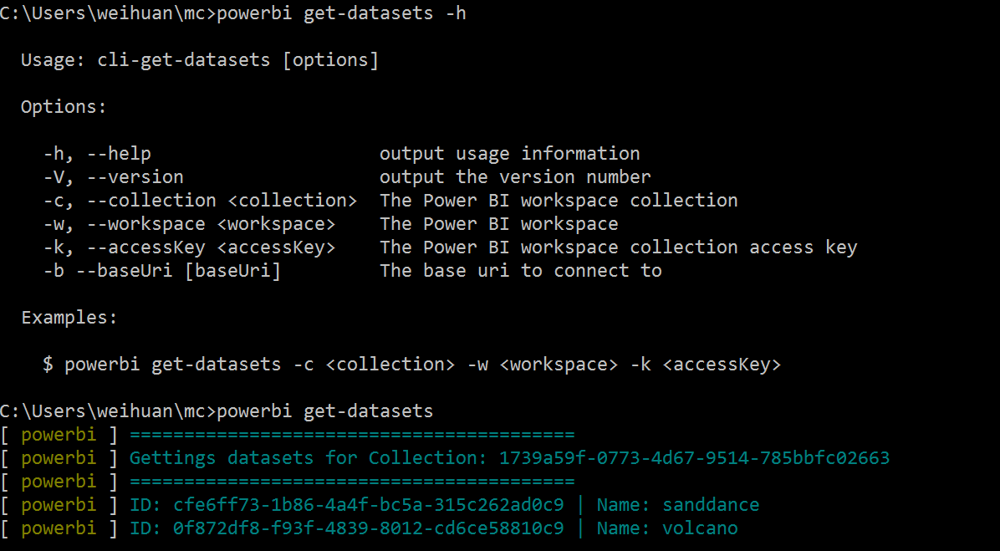 C:\Users\weihuan\mc>powerbi get-datasets -h
Usage: cli-get-datasets [options]
Options:
-h, --help output usage information
-V, --version output the version number
-c, --collection <collection> The Power BI workspace collection
-w, --workspace <workspace> The Power BI workspace
-k, --accessKey <accessKey> The Power BI workspace collection access key
-b --baseUri [baseUri] The base uri to connect to
Examples:
$ powerbi get-datasets -c <collection> -w <workspace> -k <accessKey>
C:\Users\weihuan\mc>powerbi get-datasets
[ powerbi ] =========================================
[ powerbi ] Gettings datasets for Collection: 1739a59f-0773-4d67-9514-785bbfc02663
[ powerbi ] =========================================
[ powerbi ] ID: cfe6ff73-1b86-4a4f-bc5a-315c262ad0c9 | Name: sanddance
[ powerbi ] ID: 0f872df8-f93f-4839-8012-cd6ce58810c9 | Name: volcano